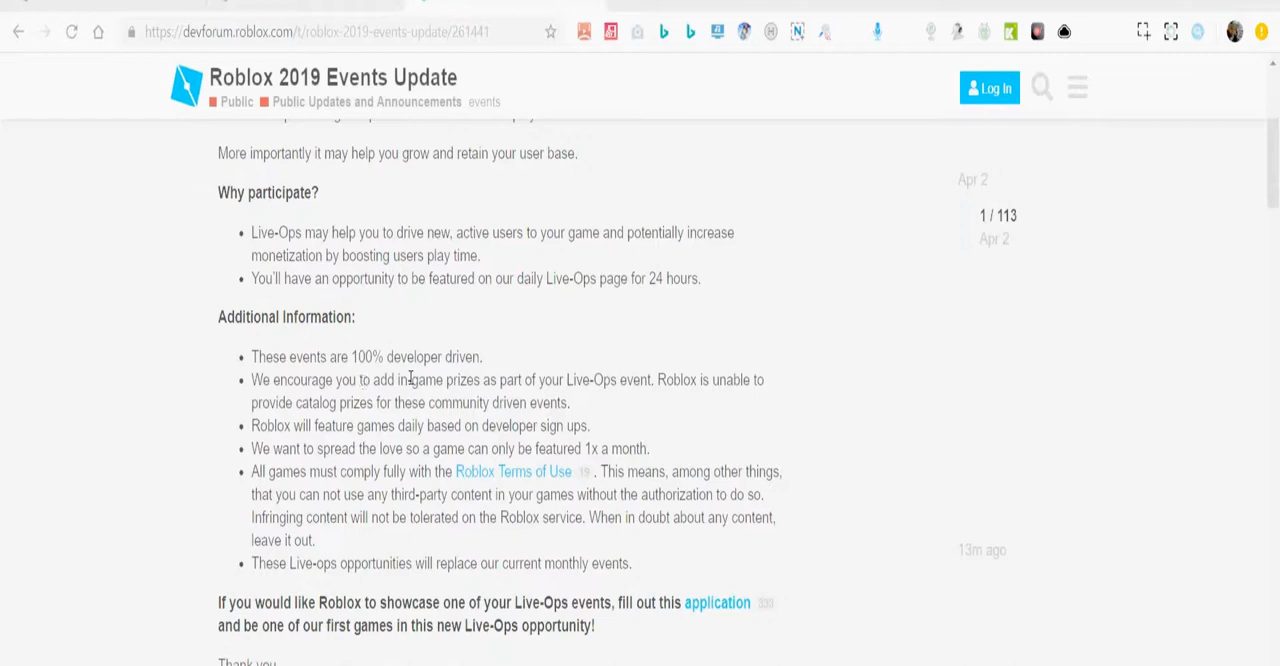 https://devforum.roblox.com/t/roblox-2019-events-update/261441
Roblox 2019 Events Update
Public Public Updates and Announcements events
Log In
More importantly it may help you grow and retain your user base.
Why participate?
Live-Ops may help you to drive new, active users to your game and potentially increase
monetization by boosting users play time.
You'll have an opportunity to be featured on our daily Live-Ops page for 24 hours.
Additional Information:
These events are 100% developer driven.
We encourage you to add in-game prizes as part of your Live-Ops event. Roblox is unable to
provide catalog prizes for these community driven events.
Roblox will feature games daily based on developer sign ups.
We want to spread the love so a game can only be featured 1x a month.
All games must comply fully with the Roblox Terms of Use 19 . This means, among other things,
that you can not use any third-party content in your games without the authorization to do so.
Infringing content will not be tolerated on the Roblox service. When in doubt about any content,
leave it out.
These Live-ops opportunities will replace our current monthly events.
If you would like Roblox to showcase one of your Live-Ops events, fill out this application 333
and be one of our first games in this new Live-Ops opportunity!
Thank you
Apr 2
1 / 113
Apr 2
13m ago